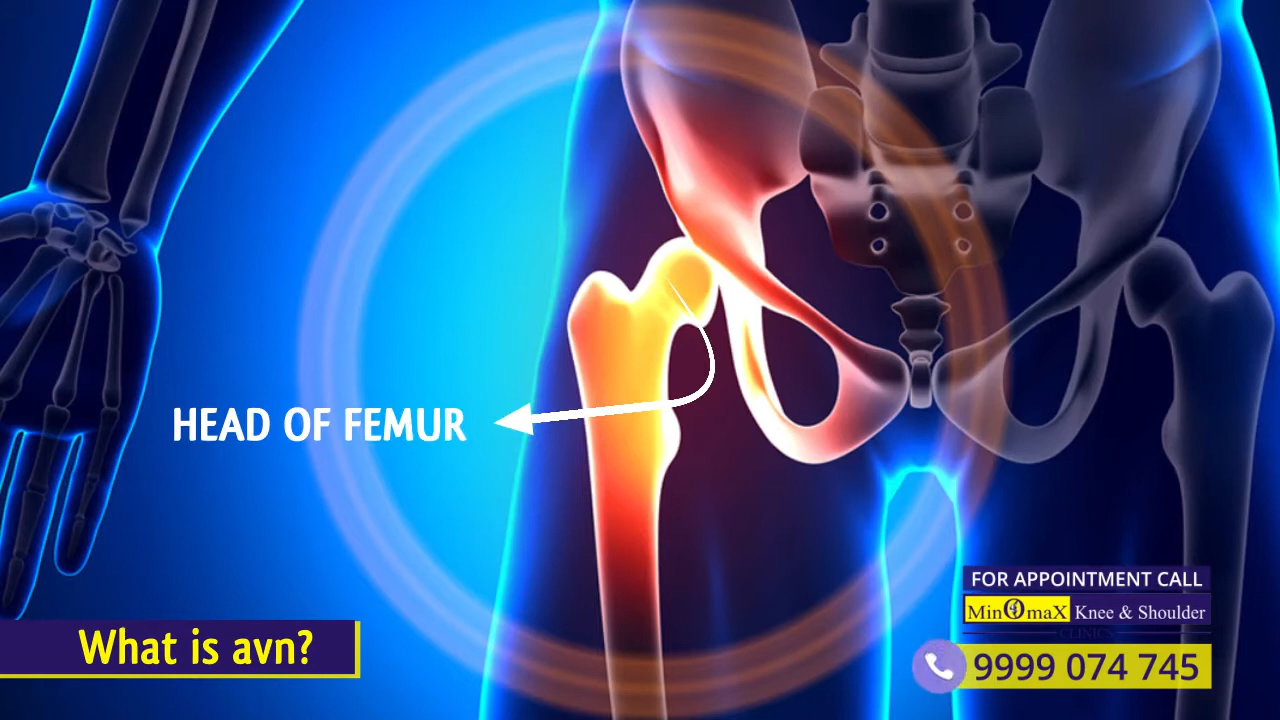 HEAD OF FEMUR
What is avn?
FOR APPOINTMENT CALL
MinOmaX Knee & Shoulder
CLINICS
9999 074 745